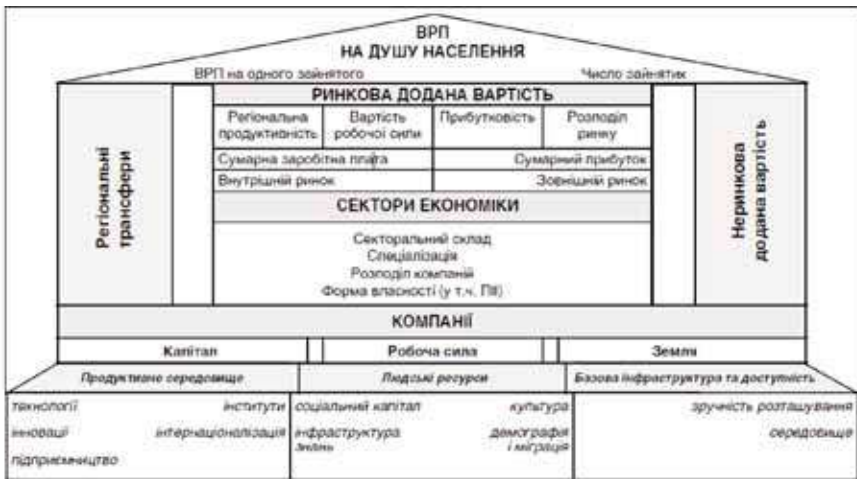 ВРП
НА ДУШУ НАСЕЛЕННЯ
ВРП на одного зайнятого Число зайнятих
РИНКОВА ДОДАНА ВАРТІСТЬ
Регіональна продуктивність
Вартість робочої сили
Прибутковість
Розподіл ринку
Сумарна заробітна плата Сумарний прибуток
Внутрішній ринок Зовнішній ринок
СЕКТОРИ ЕКОНОМІКИ
Секторальний склад
Спеціалізація
Розподіл компаній
Форма власності (у т.ч. ПІІ)
Регіональні
трансфери
Неринкова
додана вартість
КОМПАНІЇ
Капітал Робоча сила Земля
Продуктивне середовище Людські ресурси Базова інфраструктура та доступність
технології інститути
інновації інтернаціоналізація
підприємництво
соціальний капітал культура
інфраструктура знань
демографія і міграція
зручність розташування
середовище